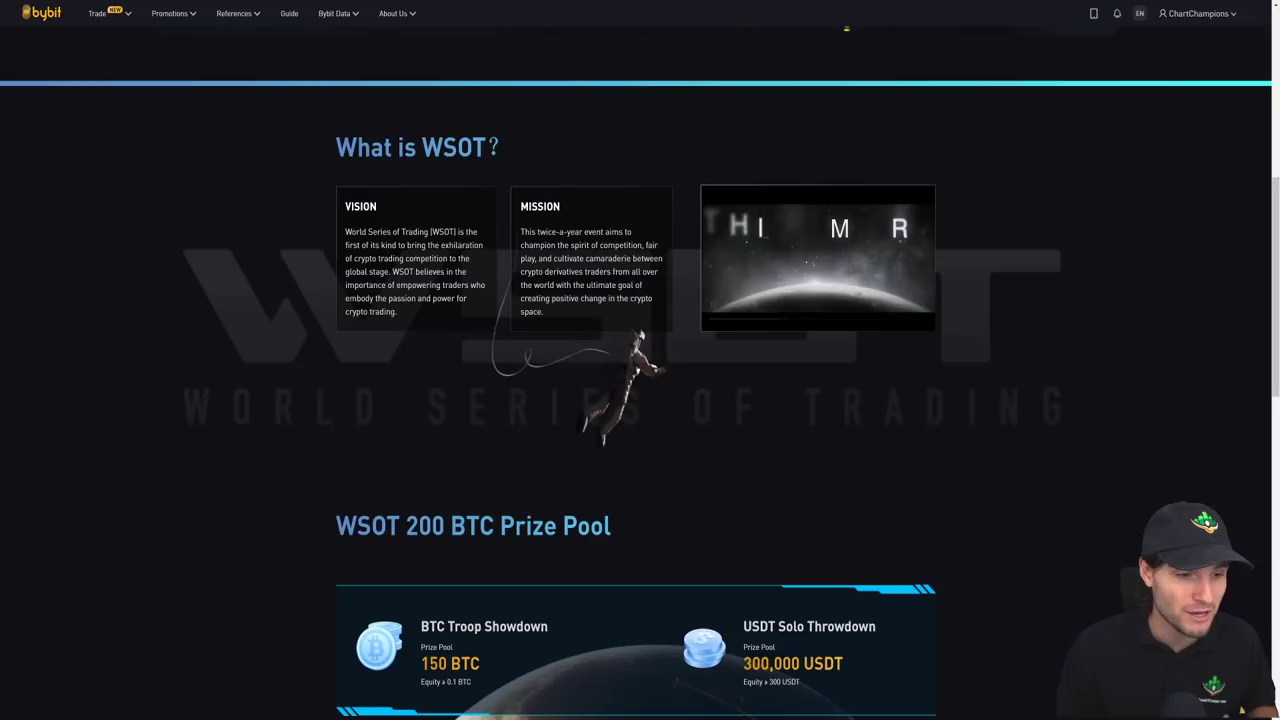 bybit
Trade NEW
Promotions
References
Guide
Bybit Data
About Us
EN
ChartChampions
What is WSOT?
VISION
World Series of Trading (WSOT) is the
first of its kind to bring the exhilaration
of crypto trading competition to the
global stage. WSOT believes in the
importance of empowering traders who
embody the passion and power for
crypto trading.
MISSION
This twice-a-year event aims to
champion the spirit of competition, fair
play, and cultivate camaraderie between
crypto derivatives traders from all over
the world with the ultimate goal of
creating positive change in the crypto
space.
THI M R
WSOT
WORLD SERIES OF TRADING
WSOT 200 BTC Prize Pool
BTC Troop Showdown
Prize Pool
150 BTC
Equity ≥ 0.1 BTC
USDT Solo Throwdown
Prize Pool
300,000 USDT
Equity ≥ 300 USDT